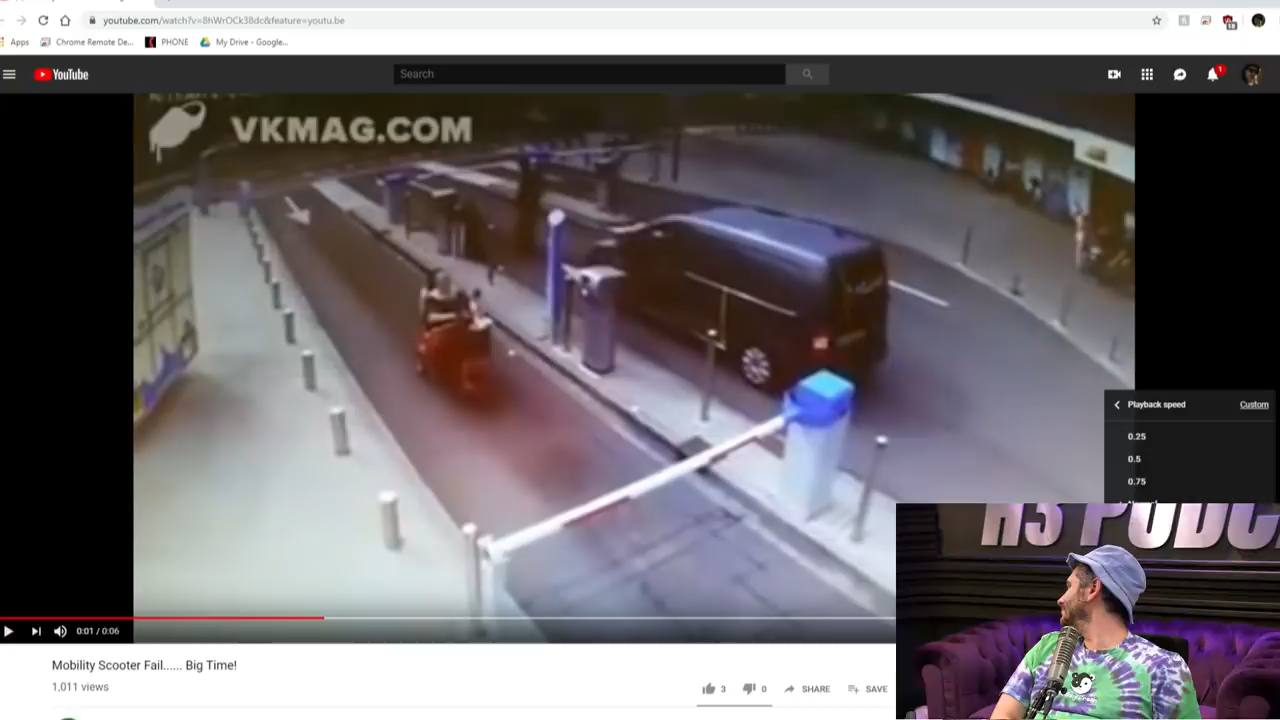 youtube.com/watch?v=8hWrOCk38dc&feature=youtu.be
Apps Chrome Remote De... PHONE My Drive - Google...
YouTube
Search
1
VKMAG.COM
Playback speed Custom
0.25
0.5
0.75
H3 PODC
0:01 / 0:06
Mobility Scooter Fail...... Big Time!
1,011 views
3 0 SHARE SAVE